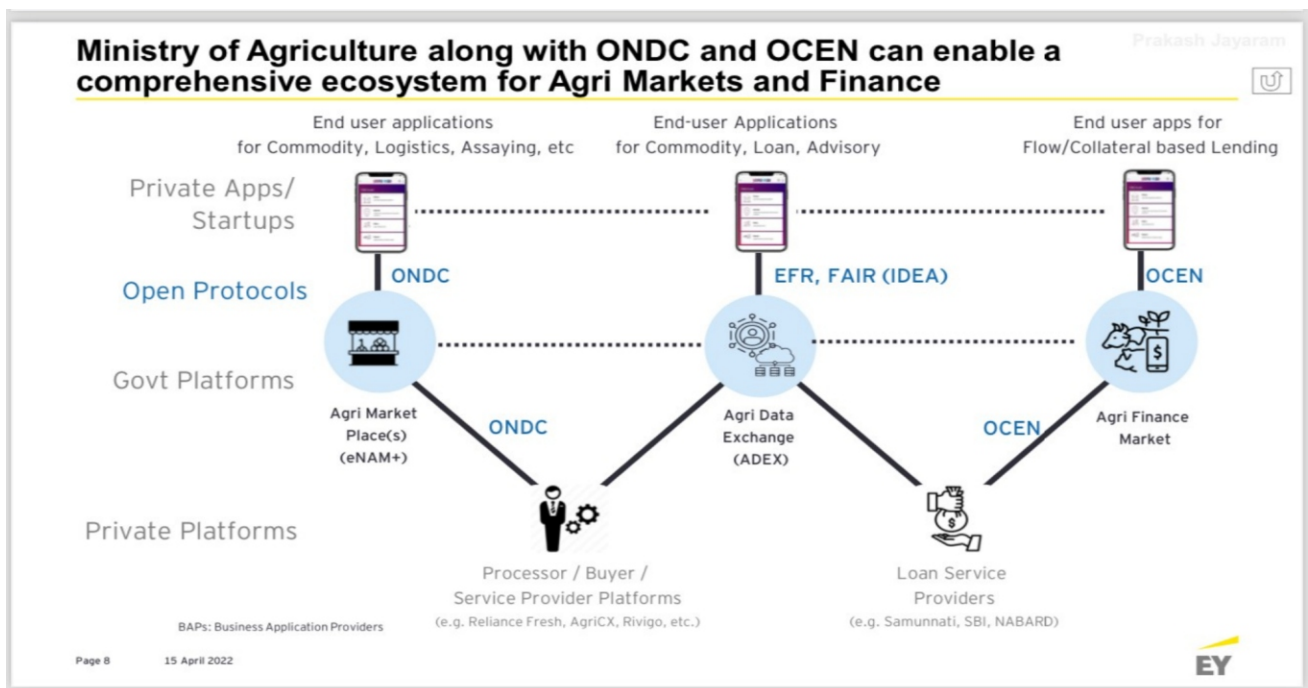 Prakash Jayaram
Ministry of Agriculture along with ONDC and OCEN can enable a
comprehensive ecosystem for Agri Markets and Finance
End user applications
for Commodity, Logistics, Assaying, etc
End-user Applications
for Commodity, Loan, Advisory
End user apps for
Flow/Collateral based Lending
Private Apps/
Startups
Open Protocols
ONDC
EFR, FAIR (IDEA)
OCEN
Govt Platforms
Agri Market
Place(s)
(eNAM+)
ONDC
Agri Data
Exchange
(ADEX)
OCEN
Agri Finance
Market
Private Platforms
Processor / Buyer /
Service Provider Platforms
(e.g. Reliance Fresh, AgriCX, Rivigo, etc.)
Loan Service
Providers
(e.g. Samunnati, SBI, NABARD)
BAPs: Business Application Providers
Page 8
15 April 2022
EY